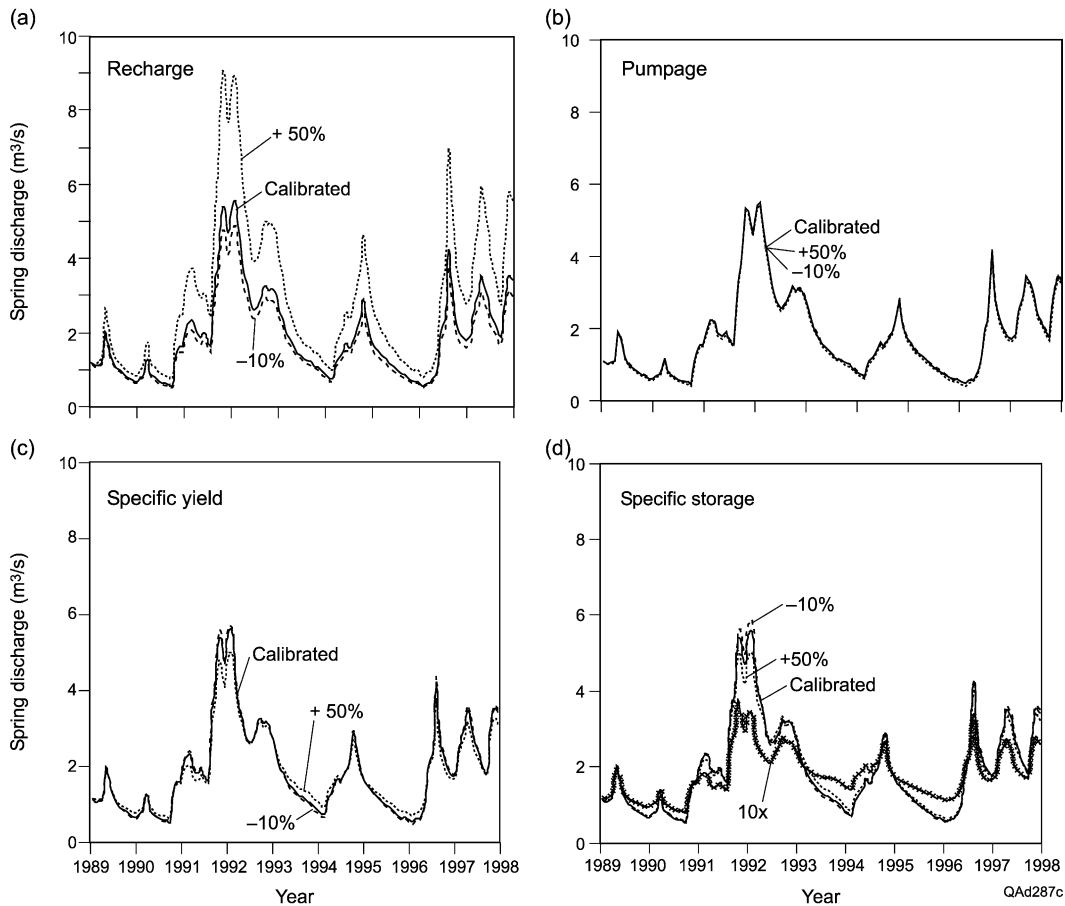 (a)
Recharge
Spring discharge (m3/s)
10
8
6
4
2
0
+ 50%
Calibrated
–10%
(b)
Pumpage
10
8
6
4
2
0
Calibrated
+50%
–10%
(c)
Specific yield
Spring discharge (m3/s)
10
8
6
4
2
0
Calibrated
+ 50%
–10%
1989 1990 1991 1992 1993 1994 1995 1996 1997 1998
Year
(d)
Specific storage
10
8
6
4
2
0
–10%
+50%
Calibrated
10x
1989 1990 1991 1992 1993 1994 1995 1996 1997 1998
Year
QAd287c